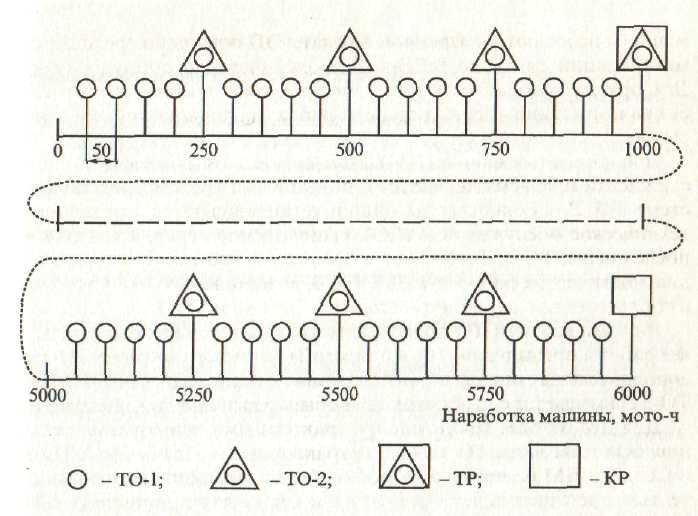 0 50 250 500 750 1000
5000 5250 5500 5750 6000
Наработка машины, мото-ч
– ТО-1; – ТО-2; – ТР; – КР